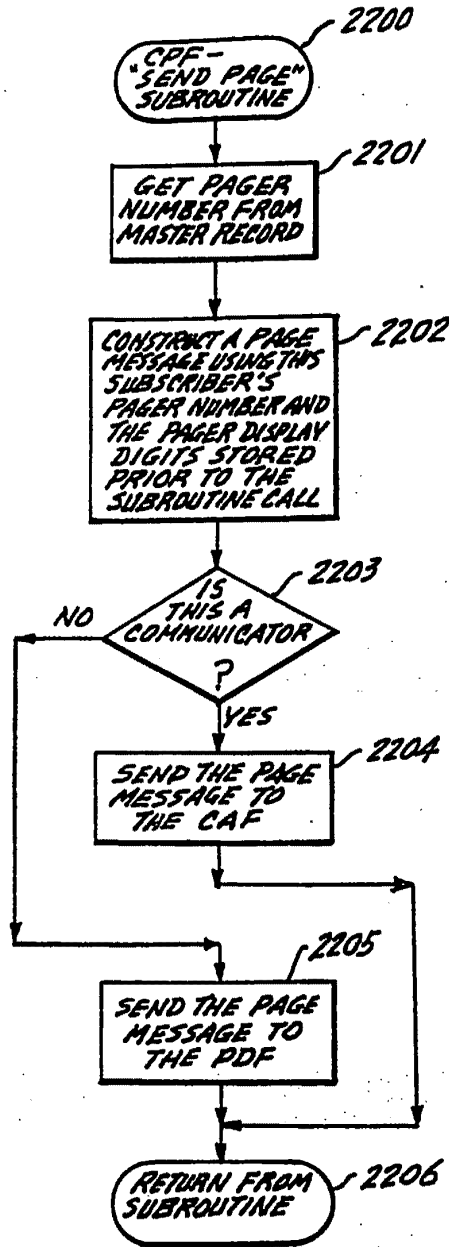 2200
CPF-
"SEND PAGE"
SUBROUTINE
2201
GET PAGER
NUMBER FROM
MASTER RECORD
2202
CONSTRUCT A PAGE
MESSAGE USING THIS
SUBSCRIBER'S
PAGER NUMBER AND
THE PAGER DISPLAY
DIGITS STORED
PRIOR TO THE
SUBROUTINE CALL
2203
IS
THIS A
COMMUNICATOR
?
NO
YES
2204
SEND THE PAGE
MESSAGE TO
THE CAF
2205
SEND THE PAGE
MESSAGE TO
THE PDF
2206
RETURN FROM
SUBROUTINE